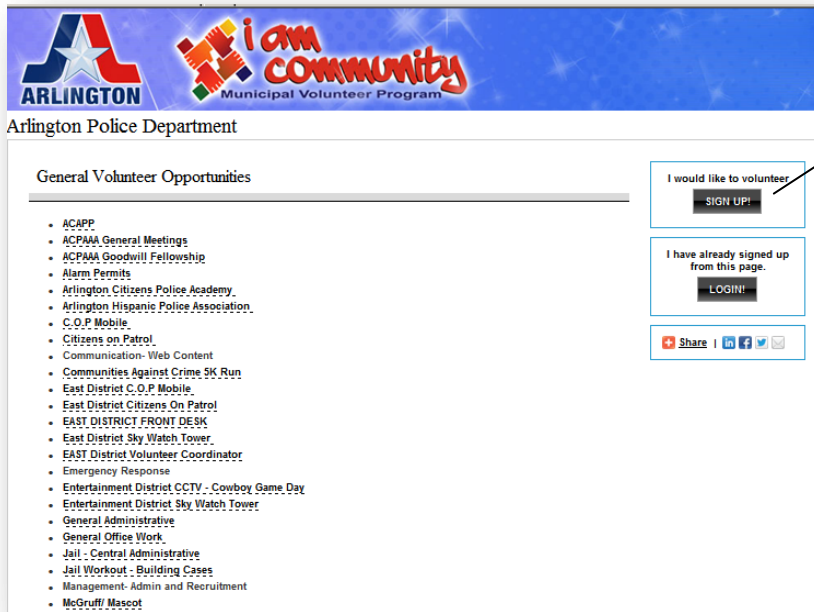 ARLINGTON
i am
community
Municipal Volunteer Program
Arlington Police Department
General Volunteer Opportunities
ACAPP
ACPAAA General Meetings
ACPAAA Goodwill Fellowship
Alarm Permits
Arlington Citizens Police Academy
Arlington Hispanic Police Association
C.O.P Mobile
Citizens on Patrol
Communication- Web Content
Communities Against Crime 5K Run
East District C.O.P Mobile
East District Citizens On Patrol
EAST DISTRICT FRONT DESK
East District Sky Watch Tower
EAST District Volunteer Coordinator
Emergency Response
Entertainment District CCTV - Cowboy Game Day
Entertainment District Sky Watch Tower
General Administrative
General Office Work
Jail - Central Administrative
Jail Workout - Building Cases
Management- Admin and Recruitment
McGruff/ Mascot
I would like to volunteer
SIGN UP!
I have already signed up
from this page.
LOGIN!
Share |